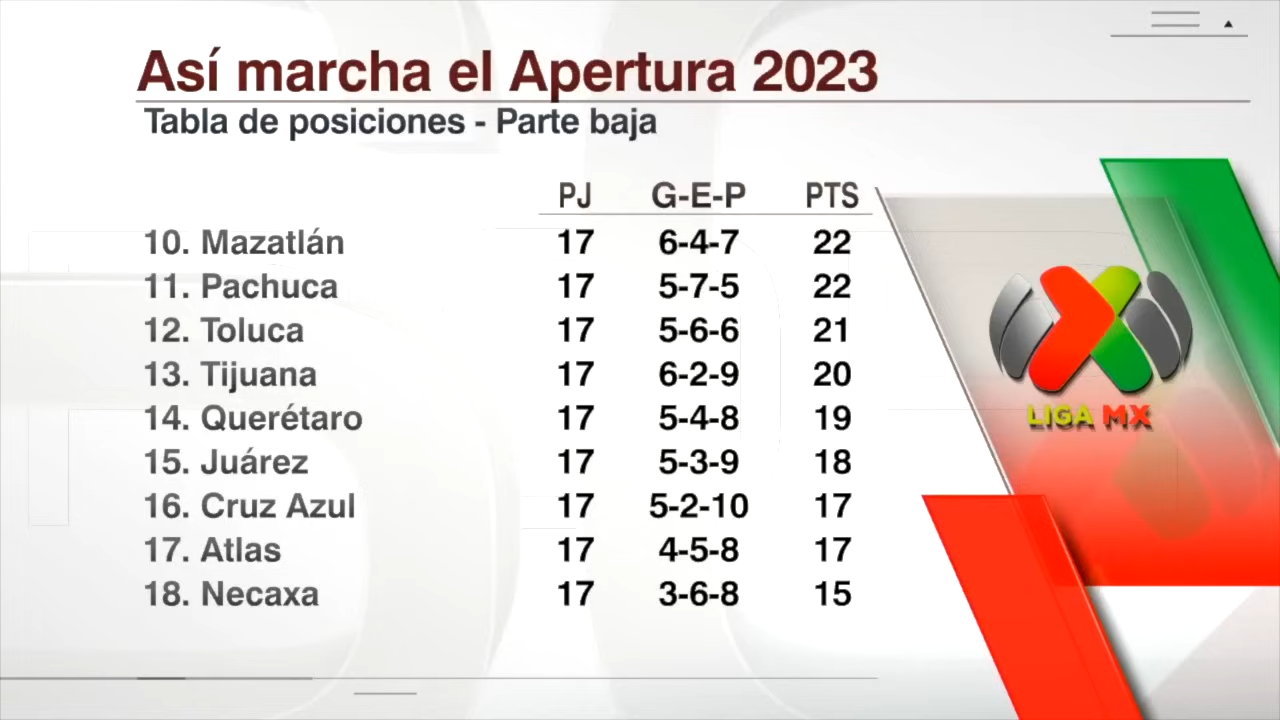 Así marcha el Apertura 2023
Tabla de posiciones - Parte baja
PJ G-E-P PTS
10. Mazatlán 17 6-4-7 22
11. Pachuca 17 5-7-5 22
12. Toluca 17 5-6-6 21
13. Tijuana 17 6-2-9 20
14. Querétaro 17 5-4-8 19
15. Juárez 17 5-3-9 18
16. Cruz Azul 17 5-2-10 17
17. Atlas 17 4-5-8 17
18. Necaxa 17 3-6-8 15
LIGA MX